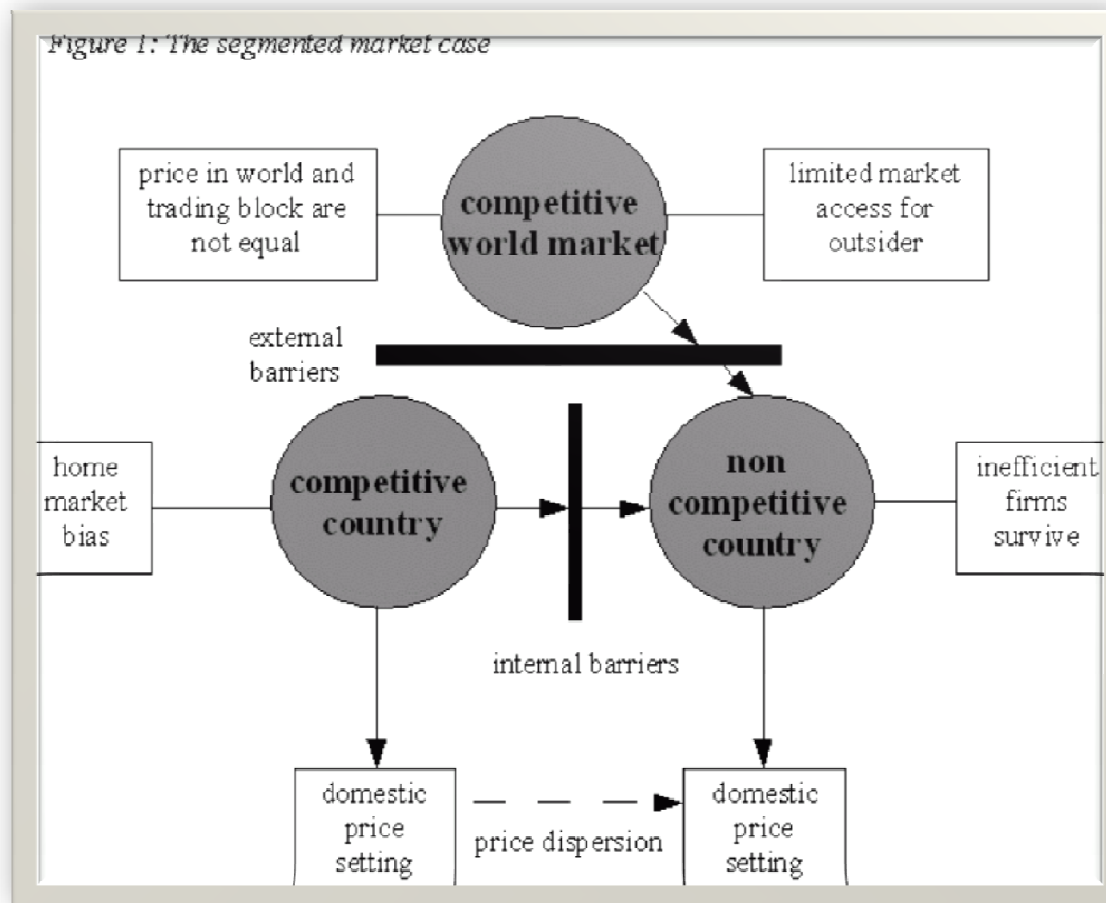 Figure 1: The segmented market case
price in world and
trading block are
not equal
competitive
world market
limited market
access for
outsider
external
barriers
home
market
bias
competitive
country
non
competitive
country
inefficient
firms
survive
internal barriers
domestic
price
setting
price dispersion
domestic
price
setting